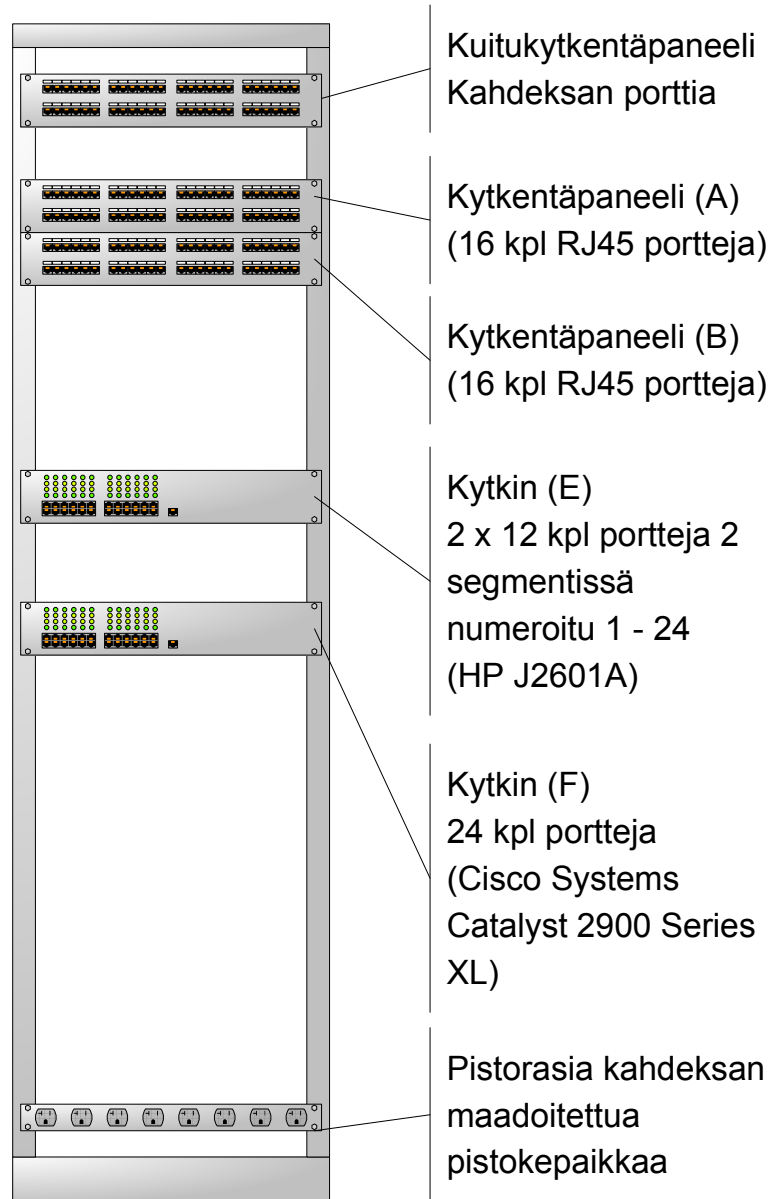 Kuitukytkentäpaneeli
Kahdeksan porttia
Kytkentäpaneeli (A)
(16 kpl RJ45 portteja)
Kytkentäpaneeli (B)
(16 kpl RJ45 portteja)
Kytkin (E)
2 x 12 kpl portteja 2
segmentissä
numeroitu 1 - 24
(HP J2601A)
Kytkin (F)
24 kpl portteja
(Cisco Systems
Catalyst 2900 Series
XL)
Pistorasia kahdeksan
maadoitettua
pistokepaikkaa